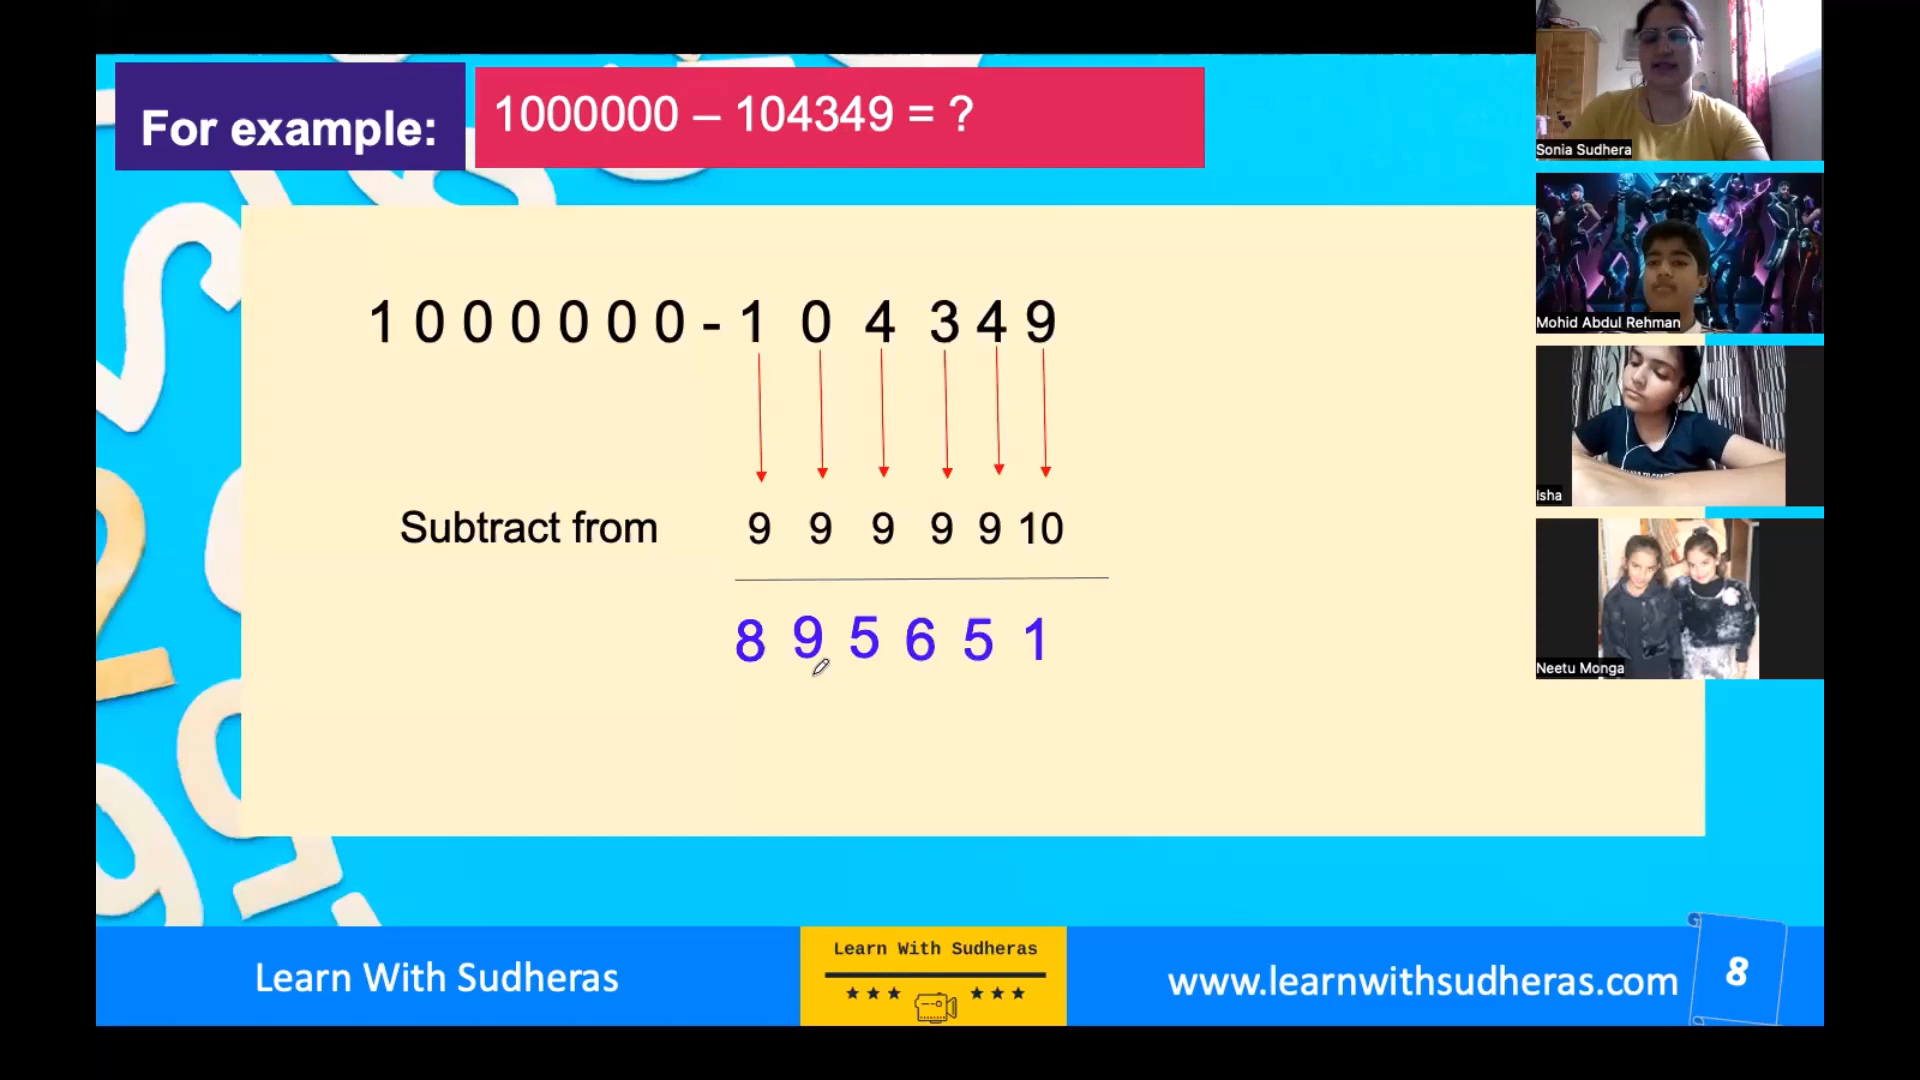 For example:
1000000 – 104349 = ?
1 0 0 0 0 0 0 - 1 0 4 3 4 9
Subtract from 9 9 9 9 9 10
8 9 5 6 5 1
Sonia Sudhera
Mohid Abdul Rehman
Isha
Neetu Monga
Learn With Sudheras
Learn With Sudheras
www.learnwithsudheras.com
8